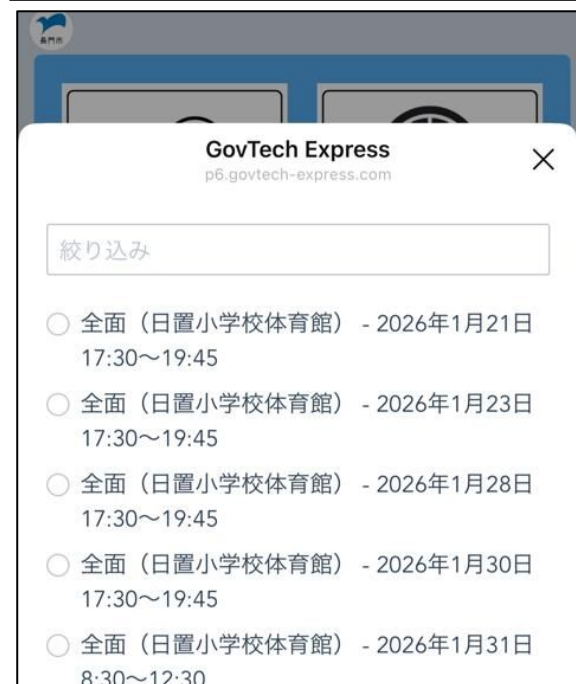 長門市
GovTech Express
p6.govtech-express.com
絞り込み
全面（日置小学校体育館） - 2026年1月21日
17:30～19:45
全面（日置小学校体育館） - 2026年1月23日
17:30～19:45
全面（日置小学校体育館） - 2026年1月28日
17:30～19:45
全面（日置小学校体育館） - 2026年1月30日
17:30～19:45
全面（日置小学校体育館） - 2026年1月31日
8:30～12:30